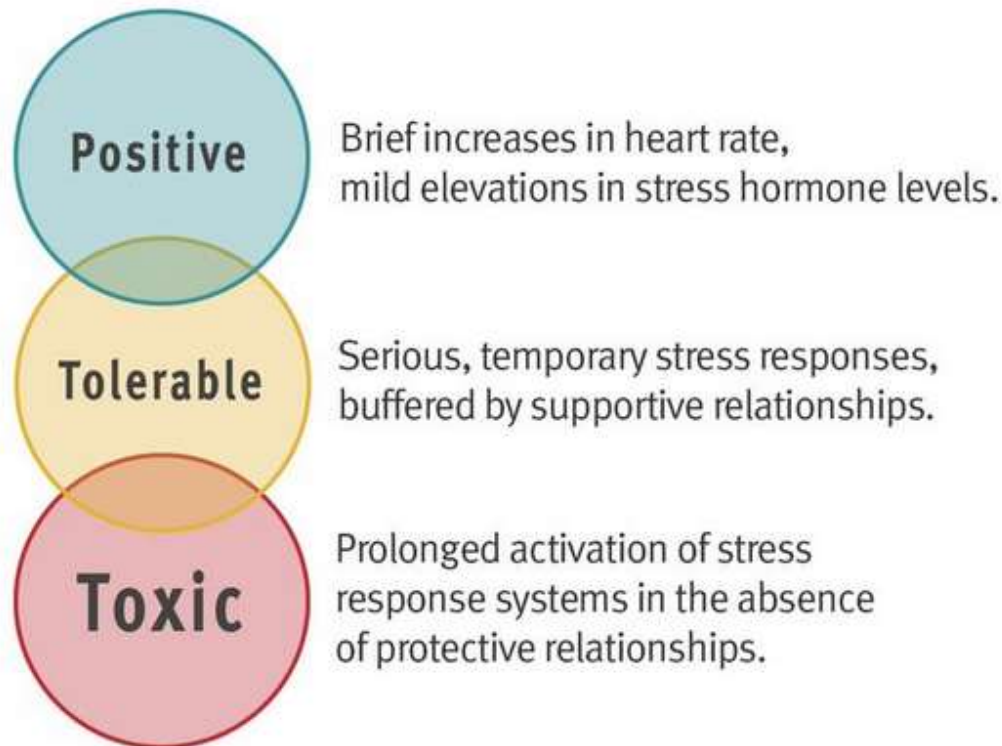 Positive
Brief increases in heart rate,
mild elevations in stress hormone levels.
Tolerable
Serious, temporary stress responses,
buffered by supportive relationships.
Toxic
Prolonged activation of stress
response systems in the absence
of protective relationships.